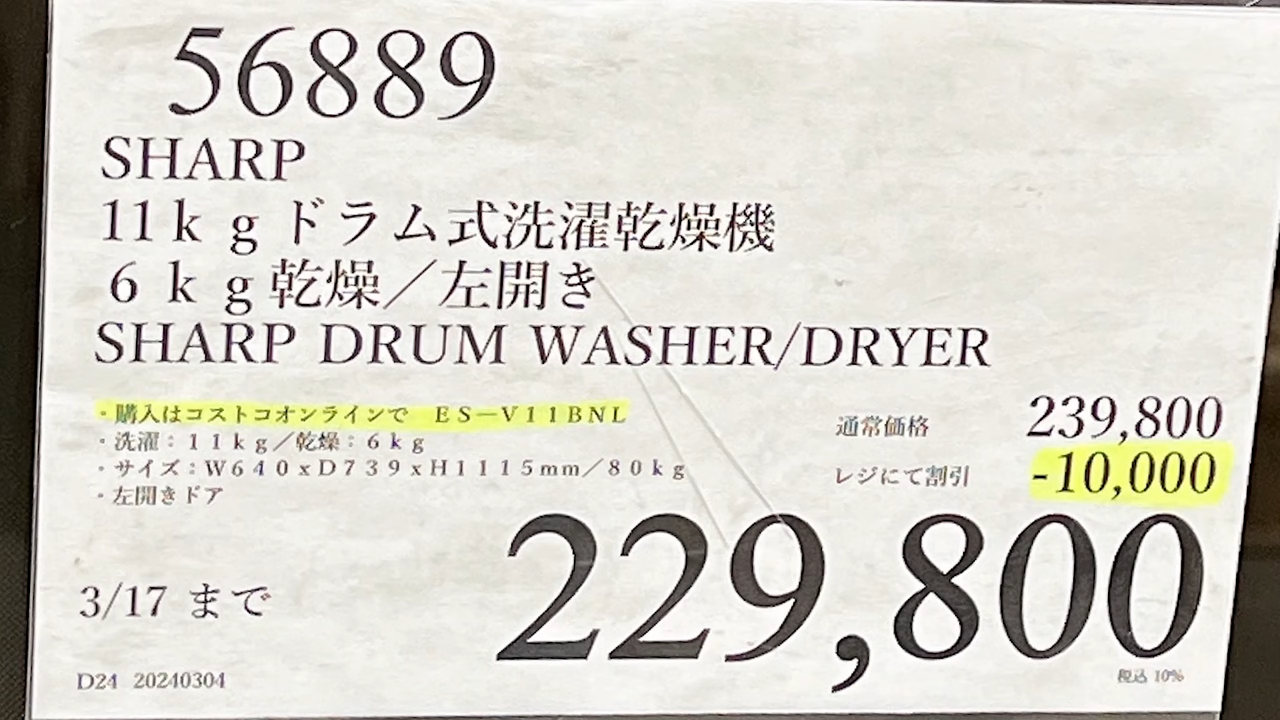 56889
SHARP
11ｋｇドラム式洗濯乾燥機
６ｋｇ乾燥／左開き
SHARP DRUM WASHER/DRYER
・購入はコストコオンラインで　ＥＳ－Ｖ１１ＢＮＬ
・洗濯：１１ｋｇ／乾燥：６ｋｇ
・サイズ：Ｗ６４０ｘＤ７３９ｘＨ１１１５ｍｍ／８０ｋｇ
・左開きドア
通常価格 239,800
レジにて割引 -10,000
229,800
3/17 まで
税込 10%
D24 20240304